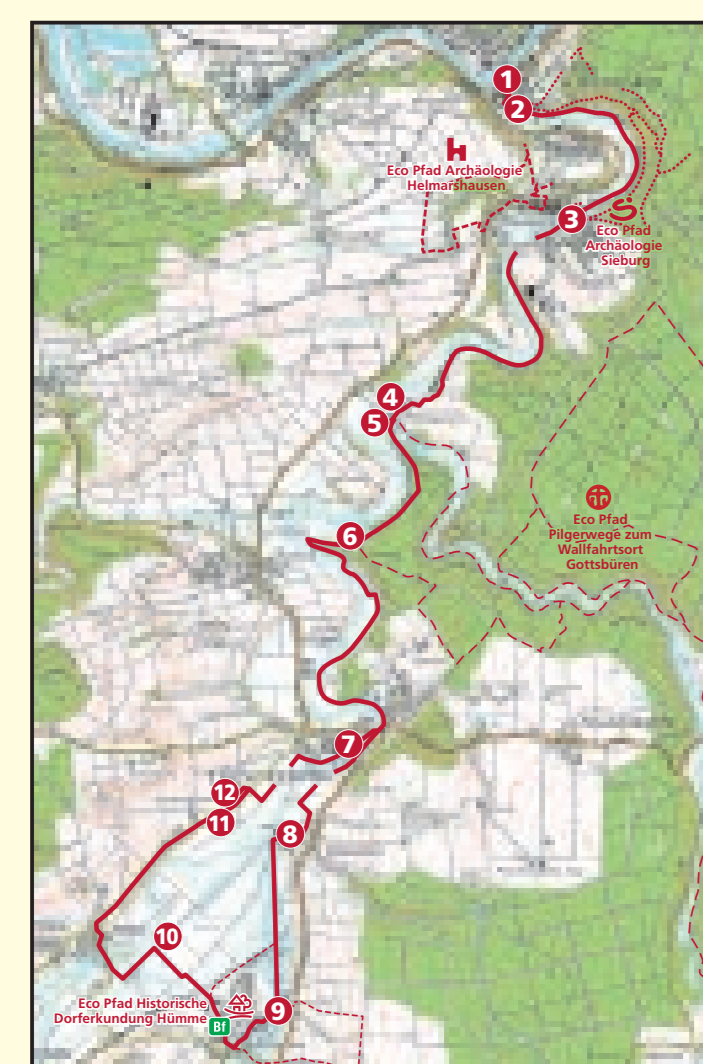 1
2
Eco Pfad Archäologie
Helmarshausen
3
Eco Pfad
Archäologie
Sieburg
4
5
Eco Pfad
Pilgerwege zum
Wallfahrtsort
Gottsbüren
6
7
12
11
8
10
Eco Pfad Historische
Dorferkundung Hümme
Bf
9